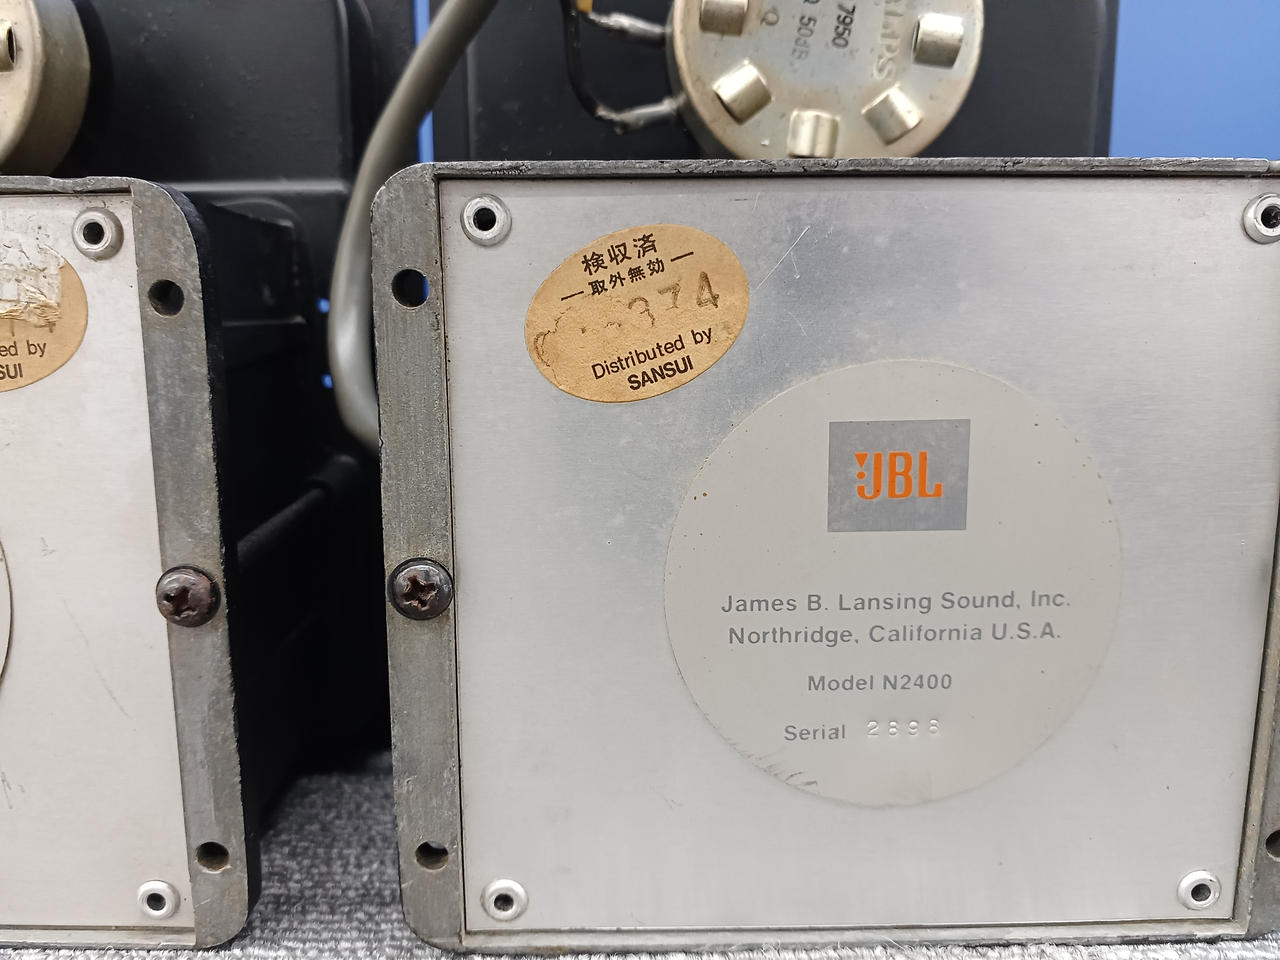 ALPS
7950
Ω 50dB
検収済
―取外無効―
374
Distributed by
SANSUI
ed by
SUI
JBL
James B. Lansing Sound, Inc.
Northridge, California U.S.A.
Model N2400
Serial 2898